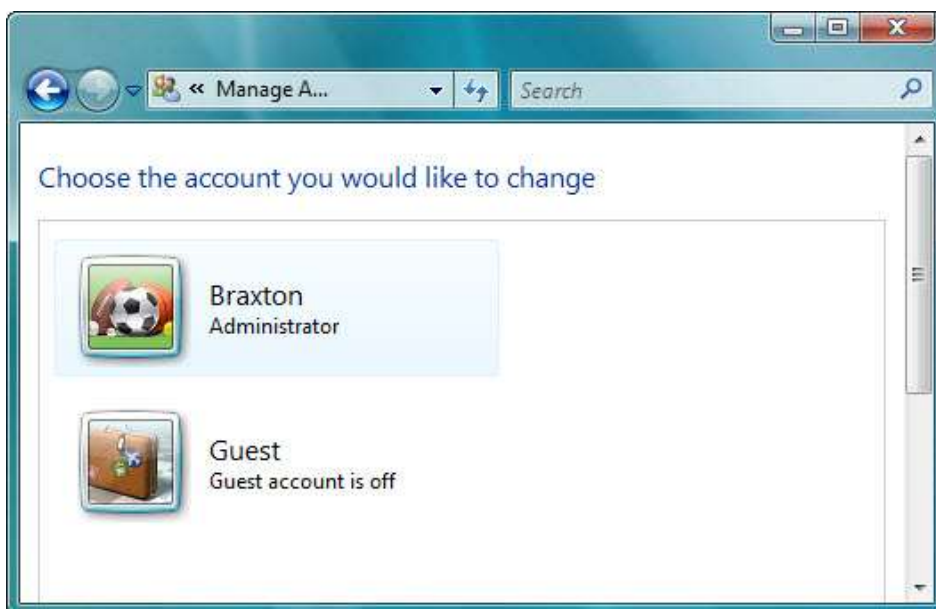 « Manage A...
Search
Choose the account you would like to change
Braxton
Administrator
Guest
Guest account is off